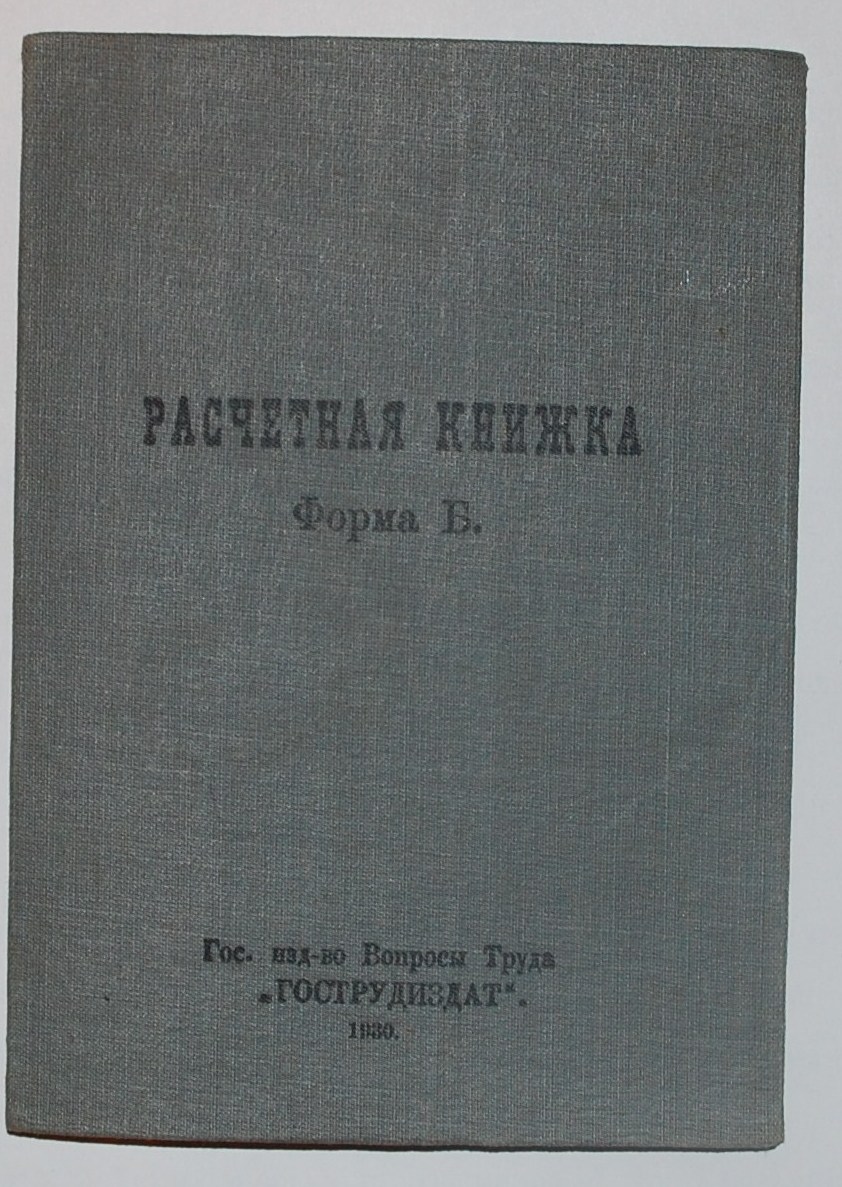 РАСЧЕТНАЯ КНИЖКА
Форма Б.
Гос. изд-во Вопросы Труда
„ГОСТРУДИЗДАТ“.
1930.